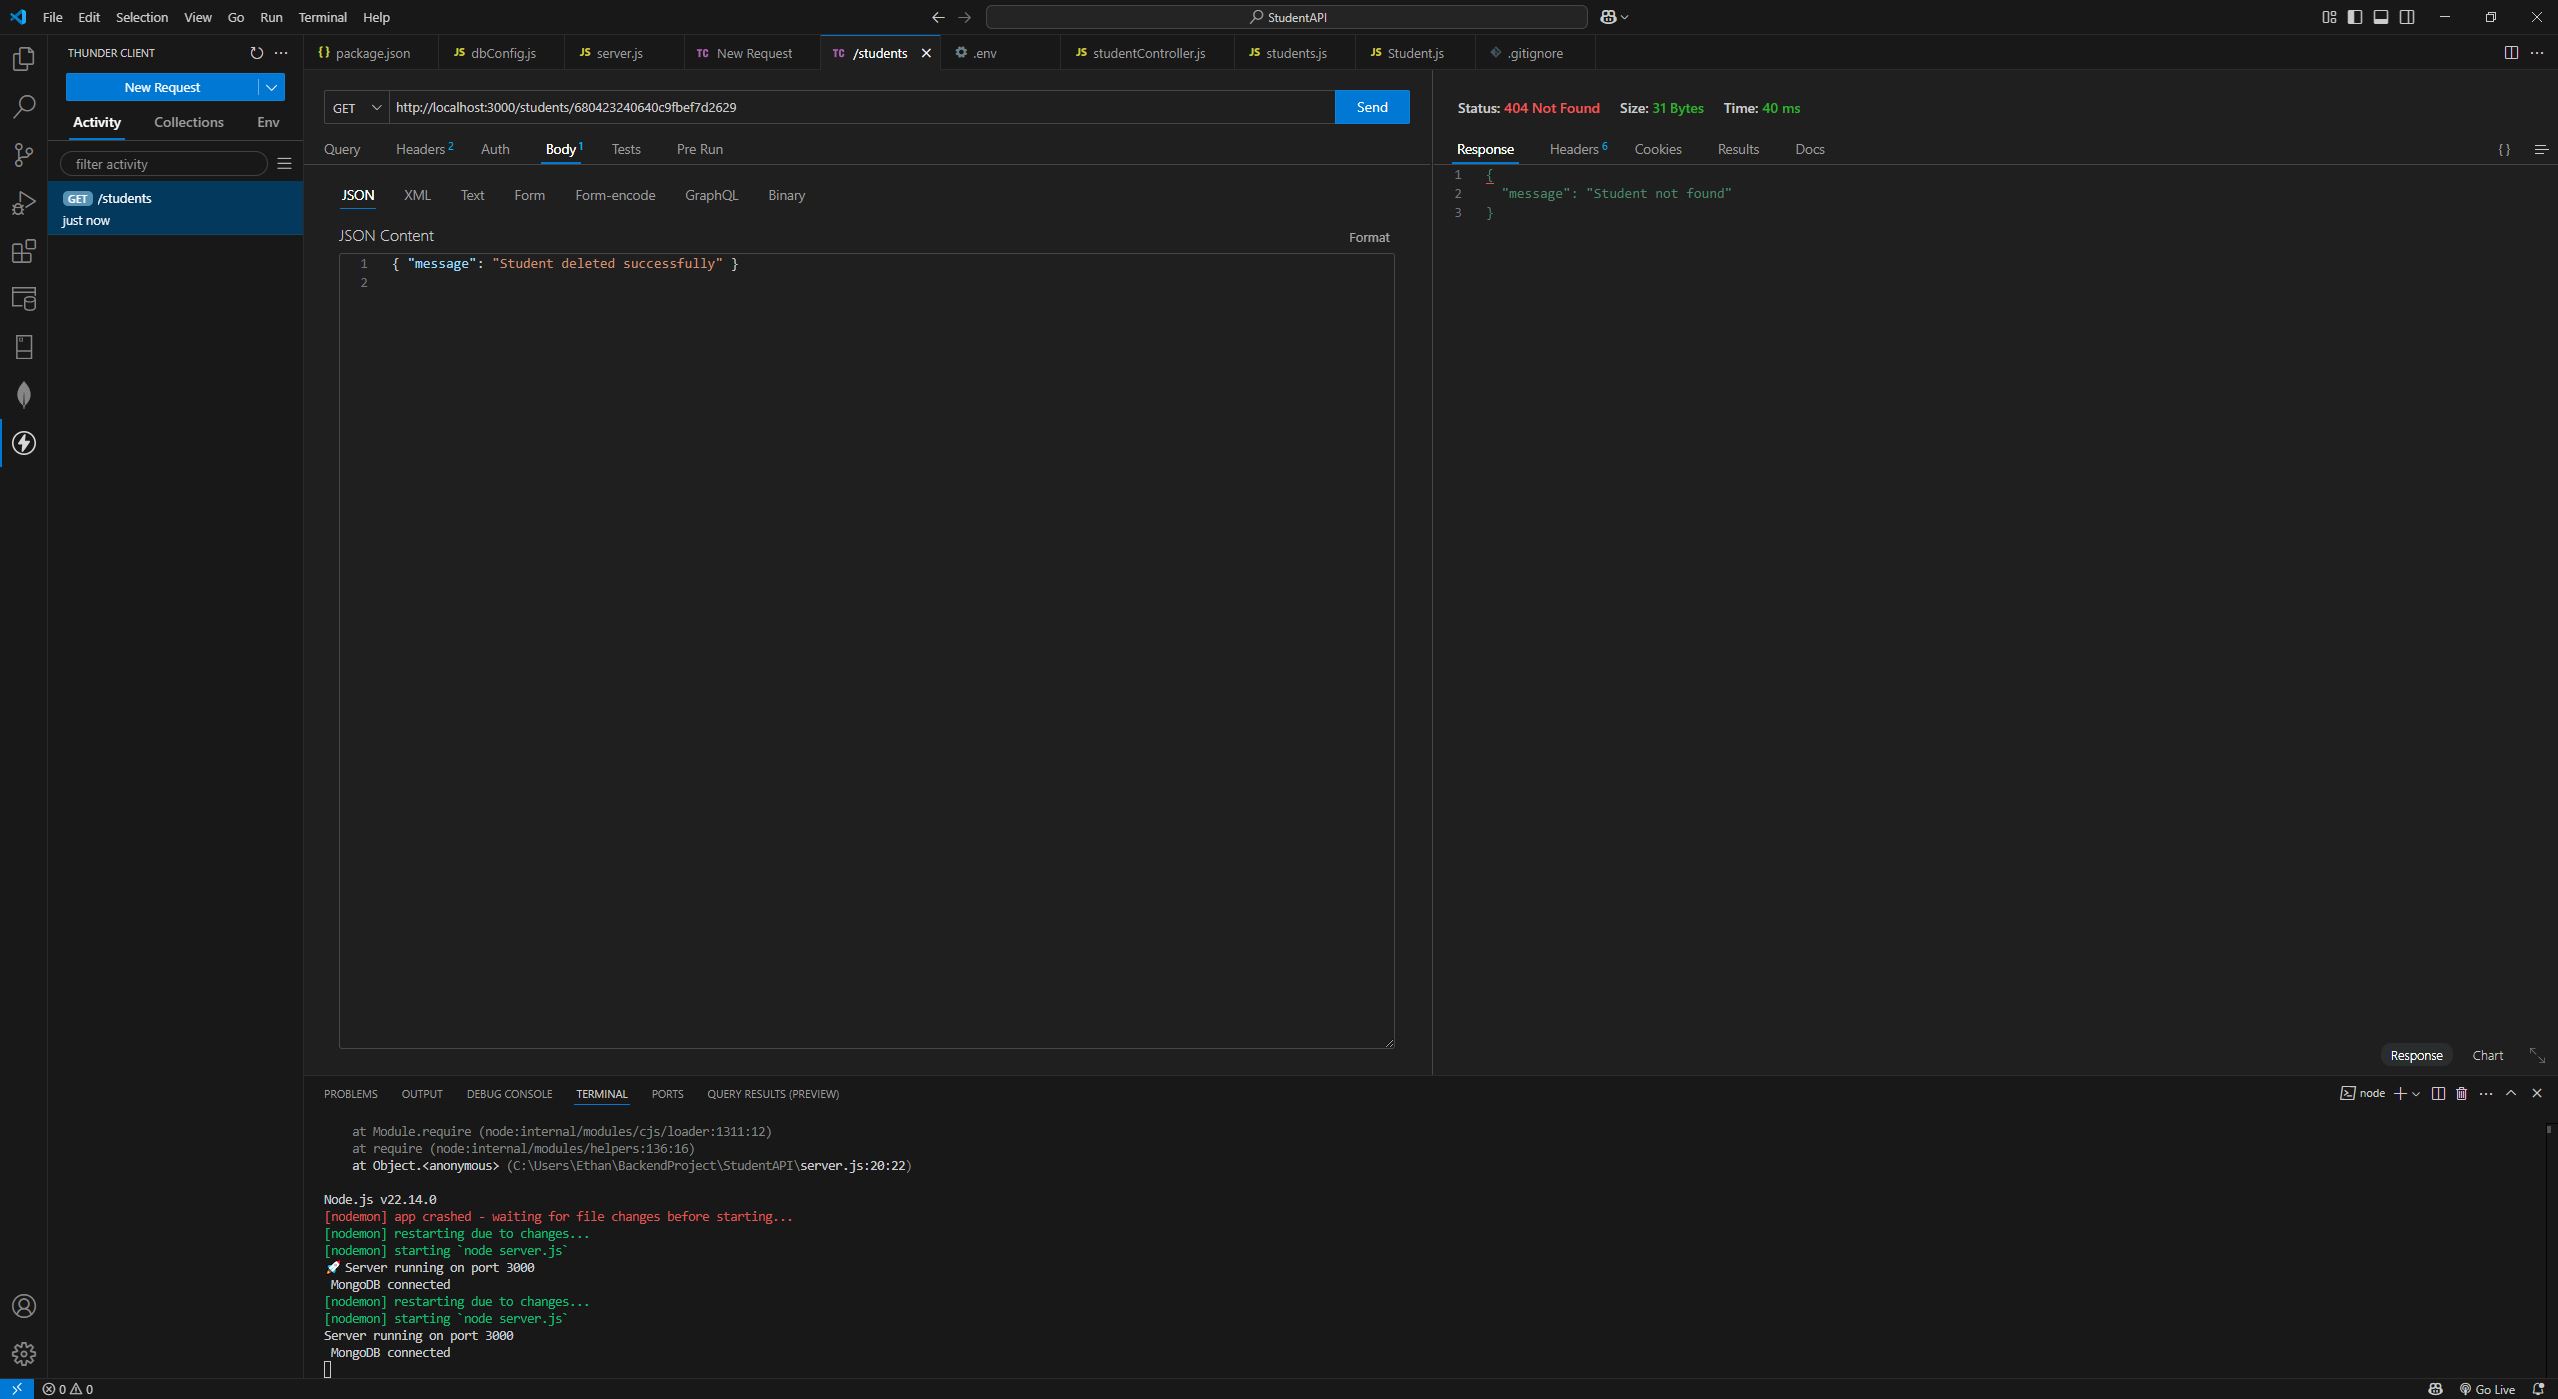 File Edit Selection View Go Run Terminal Help
StudentAPI
THUNDER CLIENT
New Request
Activity Collections Env
filter activity
GET /students
just now
{} package.json JS dbConfig.js JS server.js TC New Request TC /students .env JS studentController.js JS students.js JS Student.js .gitignore
GET http://localhost:3000/students/680423240640c9fbef7d2629 Send
Query Headers 2 Auth Body 1 Tests Pre Run
JSON XML Text Form Form-encode GraphQL Binary
JSON Content Format
1 { "message": "Student deleted successfully" }
2
Status: 404 Not Found Size: 31 Bytes Time: 40 ms
Response Headers 6 Cookies Results Docs {}
1 {
2 "message": "Student not found"
3 }
Response Chart
PROBLEMS OUTPUT DEBUG CONSOLE TERMINAL PORTS QUERY RESULTS (PREVIEW)
node
at Module.require (node:internal/modules/cjs/loader:1311:12)
at require (node:internal/modules/helpers:136:16)
at Object.<anonymous> (C:\Users\Ethan\BackendProject\StudentAPI\server.js:20:22)
Node.js v22.14.0
[nodemon] app crashed - waiting for file changes before starting...
[nodemon] restarting due to changes...
[nodemon] starting `node server.js`
🚀 Server running on port 3000
MongoDB connected
[nodemon] restarting due to changes...
[nodemon] starting `node server.js`
Server running on port 3000
MongoDB connected
0 0
Go Live